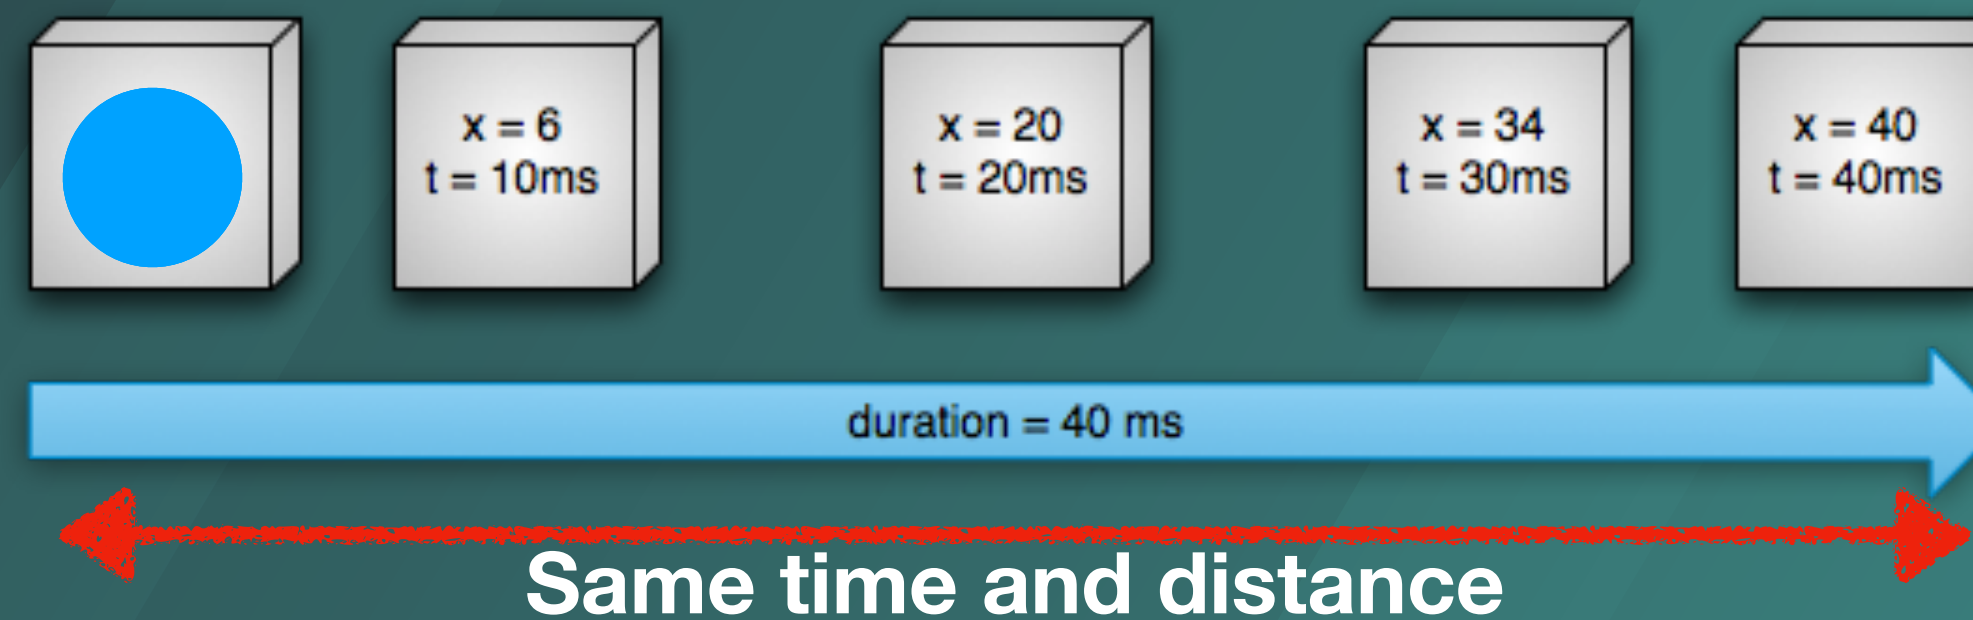 x = 6
t = 10ms
x = 20
t = 20ms
x = 34
t = 30ms
x = 40
t = 40ms
duration = 40 ms
Same time and distance